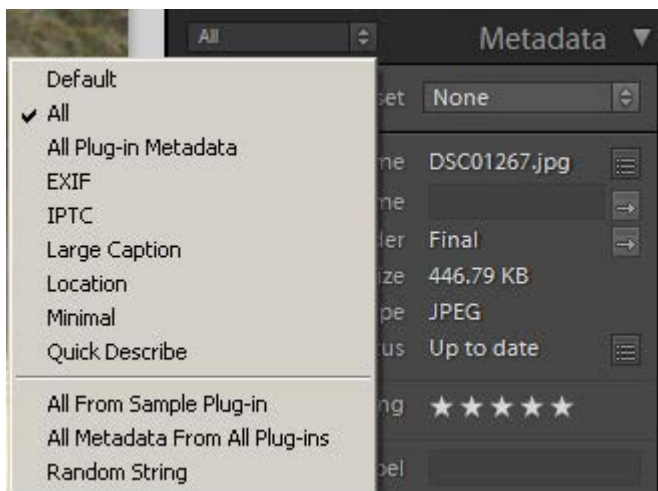 All
Metadata
Default
All
All Plug-in Metadata
EXIF
IPTC
Large Caption
Location
Minimal
Quick Describe
All From Sample Plug-in
All Metadata From All Plug-ins
Random String
set None
me DSC01267.jpg
me
der Final
ize 446.79 KB
pe JPEG
tus Up to date
ng ★★★★★
bel